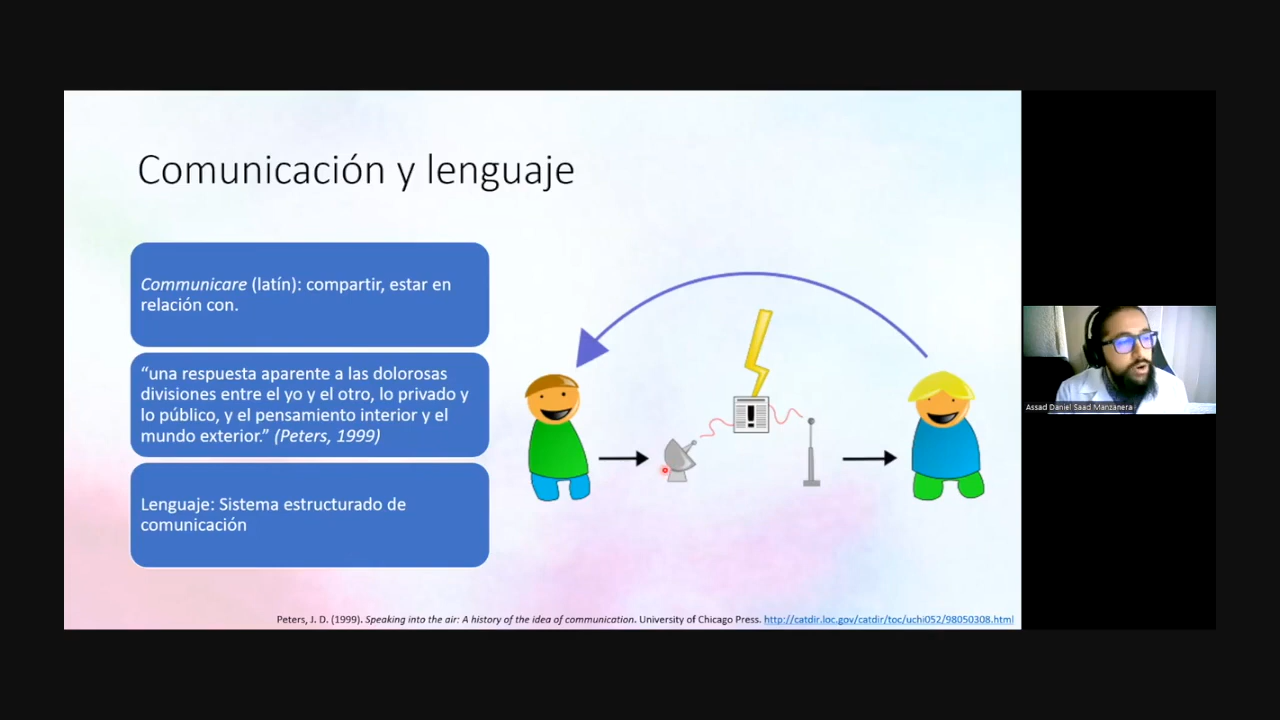 Comunicación y lenguaje
Communicare (latín): compartir, estar en
relación con.
“una respuesta aparente a las dolorosas
divisiones entre el yo y el otro, lo privado y
lo público, y el pensamiento interior y el
mundo exterior.” (Peters, 1999)
Lenguaje: Sistema estructurado de
comunicación
!
Assad Daniel Saad Manzanera
Peters, J. D. (1999). Speaking into the air: A history of the idea of communication. University of Chicago Press. http://catdir.loc.gov/catdir/toc/uchi052/98050308.html